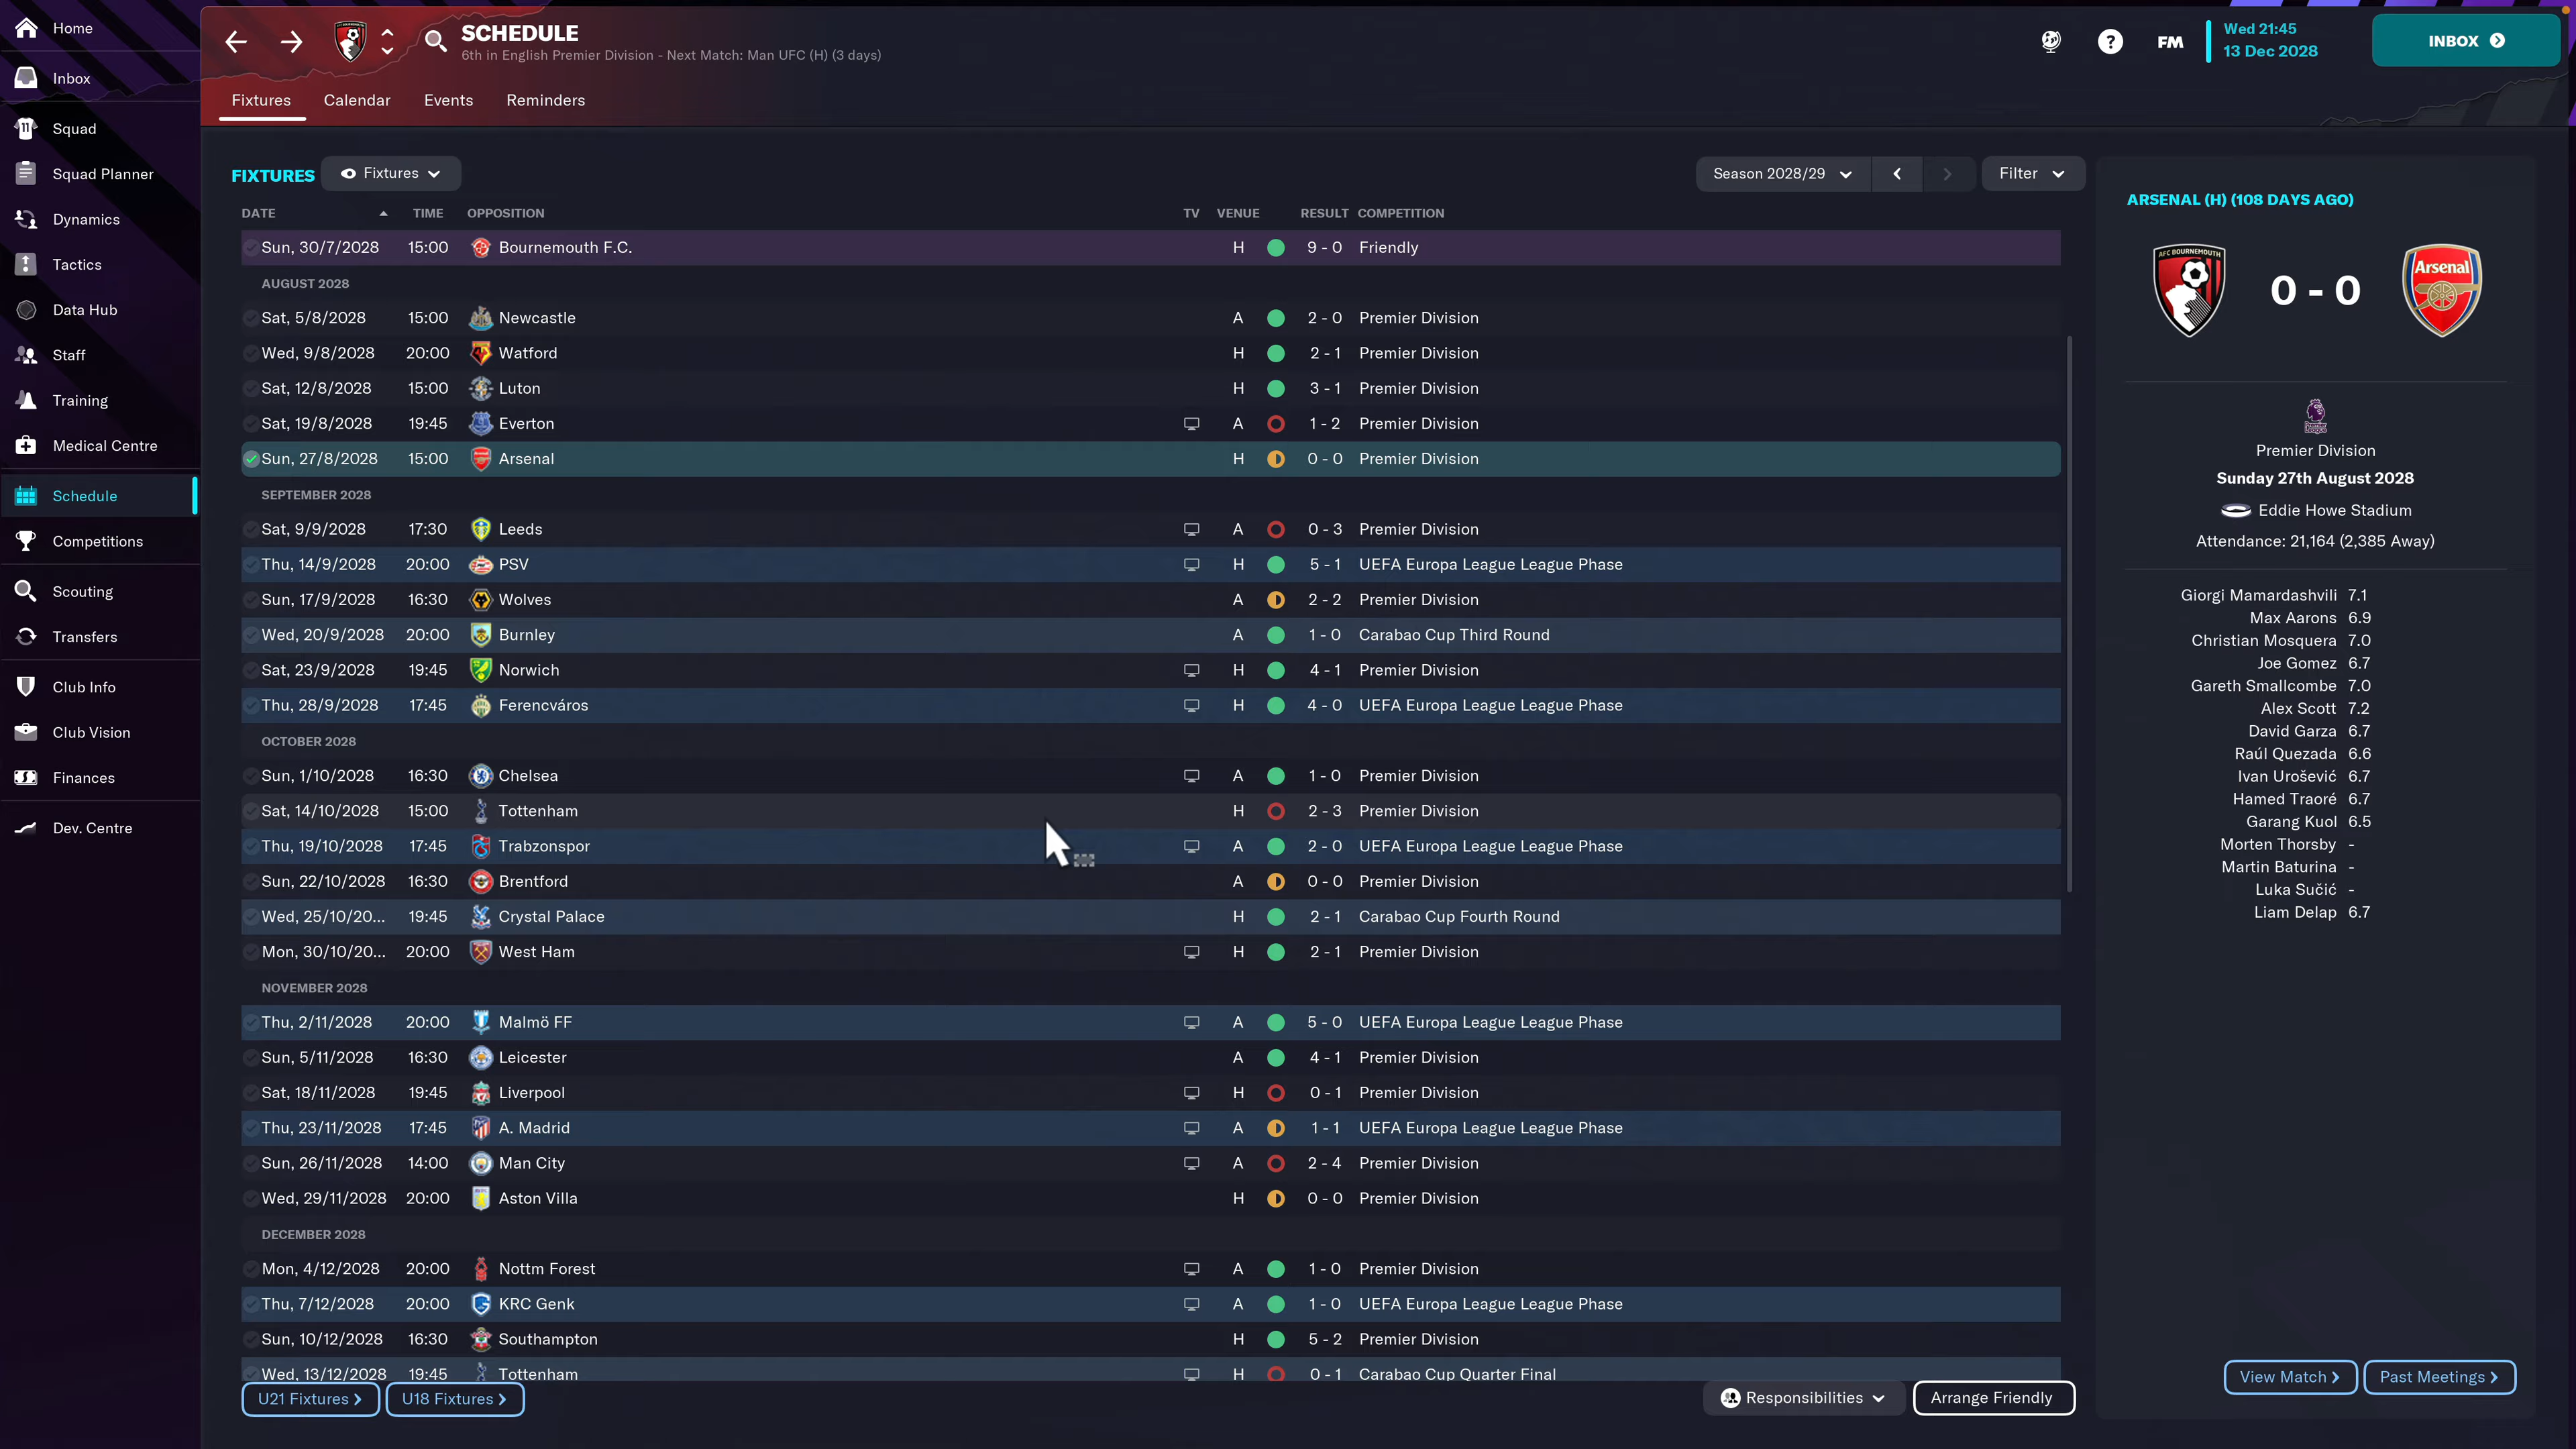 Home
Inbox
Squad
Squad Planner
Dynamics
Tactics
Data Hub
Staff
Training
Medical Centre
Schedule
Competitions
Scouting
Transfers
Club Info
Club Vision
Finances
Dev. Centre
SCHEDULE
6th in English Premier Division - Next Match: Man UFC (H) (3 days)
FM
Wed 21:45
13 Dec 2028
INBOX
Fixtures Calendar Events Reminders
FIXTURES Fixtures Season 2028/29 Filter
DATE TIME OPPOSITION TV VENUE RESULT COMPETITION
Sun, 30/7/2028 15:00 Bournemouth F.C. H 9 - 0 Friendly
AUGUST 2028
Sat, 5/8/2028 15:00 Newcastle A 2 - 0 Premier Division
Wed, 9/8/2028 20:00 Watford H 2 - 1 Premier Division
Sat, 12/8/2028 15:00 Luton H 3 - 1 Premier Division
Sat, 19/8/2028 19:45 Everton A 1 - 2 Premier Division
Sun, 27/8/2028 15:00 Arsenal H 0 - 0 Premier Division
SEPTEMBER 2028
Sat, 9/9/2028 17:30 Leeds A 0 - 3 Premier Division
Thu, 14/9/2028 20:00 PSV H 5 - 1 UEFA Europa League League Phase
Sun, 17/9/2028 16:30 Wolves A 2 - 2 Premier Division
Wed, 20/9/2028 20:00 Burnley A 1 - 0 Carabao Cup Third Round
Sat, 23/9/2028 19:45 Norwich H 4 - 1 Premier Division
Thu, 28/9/2028 17:45 Ferencváros H 4 - 0 UEFA Europa League League Phase
OCTOBER 2028
Sun, 1/10/2028 16:30 Chelsea A 1 - 0 Premier Division
Sat, 14/10/2028 15:00 Tottenham H 2 - 3 Premier Division
Thu, 19/10/2028 17:45 Trabzonspor A 2 - 0 UEFA Europa League League Phase
Sun, 22/10/2028 16:30 Brentford A 0 - 0 Premier Division
Wed, 25/10/20... 19:45 Crystal Palace H 2 - 1 Carabao Cup Fourth Round
Mon, 30/10/20... 20:00 West Ham H 2 - 1 Premier Division
NOVEMBER 2028
Thu, 2/11/2028 20:00 Malmö FF A 5 - 0 UEFA Europa League League Phase
Sun, 5/11/2028 16:30 Leicester A 4 - 1 Premier Division
Sat, 18/11/2028 19:45 Liverpool H 0 - 1 Premier Division
Thu, 23/11/2028 17:45 A. Madrid A 1 - 1 UEFA Europa League League Phase
Sun, 26/11/2028 14:00 Man City A 2 - 4 Premier Division
Wed, 29/11/2028 20:00 Aston Villa H 0 - 0 Premier Division
DECEMBER 2028
Mon, 4/12/2028 20:00 Nottm Forest A 1 - 0 Premier Division
Thu, 7/12/2028 20:00 KRC Genk A 1 - 0 UEFA Europa League League Phase
Sun, 10/12/2028 16:30 Southampton H 5 - 2 Premier Division
Wed, 13/12/2028 19:45 Tottenham H 0 - 1 Carabao Cup Quarter Final
U21 Fixtures U18 Fixtures Responsibilities Arrange Friendly
ARSENAL (H) (108 DAYS AGO)
AFC BOURNEMOUTH
0 - 0
Arsenal
Premier Division
Sunday 27th August 2028
Eddie Howe Stadium
Attendance: 21,164 (2,385 Away)
Giorgi Mamardashvili 7.1
Max Aarons 6.9
Christian Mosquera 7.0
Joe Gomez 6.7
Gareth Smallcombe 7.0
Alex Scott 7.2
David Garza 6.7
Raúl Quezada 6.6
Ivan Urošević 6.7
Hamed Traoré 6.7
Garang Kuol 6.5
Morten Thorsby -
Martin Baturina -
Luka Sučić -
Liam Delap 6.7
View Match Past Meetings